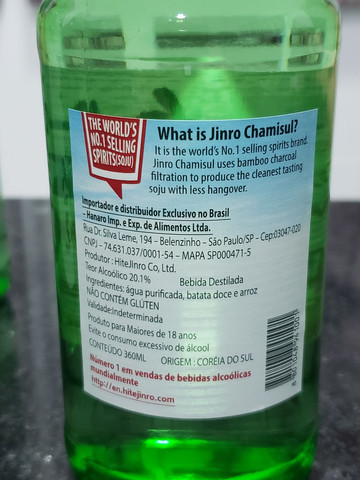 THE WORLD'S
NO.1 SELLING
SPIRITS(SOJU)
What is Jinro Chamisul?
It is the world's No.1 selling spirits brand.
Jinro Chamisul uses bamboo charcoal
filtration to produce the cleanest tasting
soju with less hangover.
Importador e distribuidor Exclusivo no Brasil
- Hanaro Imp. e Exp. de Alimentos Ltda.
Rua Dr. Silva Leme, 194 - Belenzinho - São Paulo/SP - Cep:03047-020
CNPJ - 74.631.037/0001-54 - MAPA SP000471-5
Produtor : HiteJinro Co, Ltd.
Teor Alcoólico 20.1% Bebida Destilada
Ingredientes: água purificada, batata doce e arroz
NÃO CONTÉM GLÚTEN
Validade:Indeterminada
Produto para Maiores de 18 anos
Evite o consumo excessivo de álcool
CONTEÚDO 360ML ORIGEM : CORÉIA DO SUL
Número 1 em vendas de bebidas alcoólicas
mundialmente
http://en.hitejinro.com